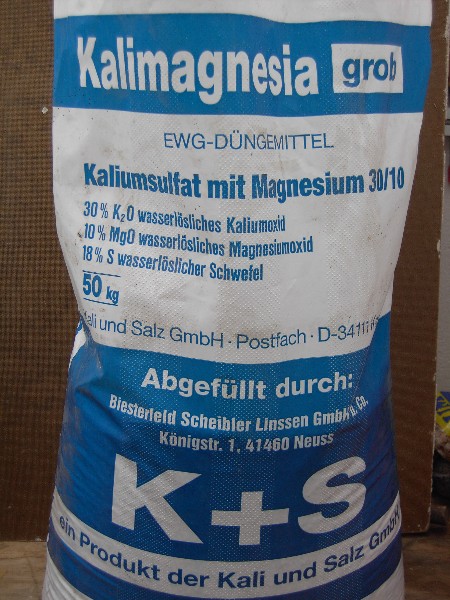 Kalimagnesia grob
EWG-DÜNGEMITTEL
Kaliumsulfat mit Magnesium 30/10
30% K₂O wasserlösliches Kaliumoxid
10% MgO wasserlösliches Magnesiumoxid
18% S wasserlöslicher Schwefel
50 kg
Kali und Salz GmbH · Postfach · D-34111
Abgefüllt durch:
Biesterfeld Scheibler Linssen GmbH u. Co.
Königstr. 1, 41460 Neuss
K+S
ein Produkt der Kali und Salz GmbH